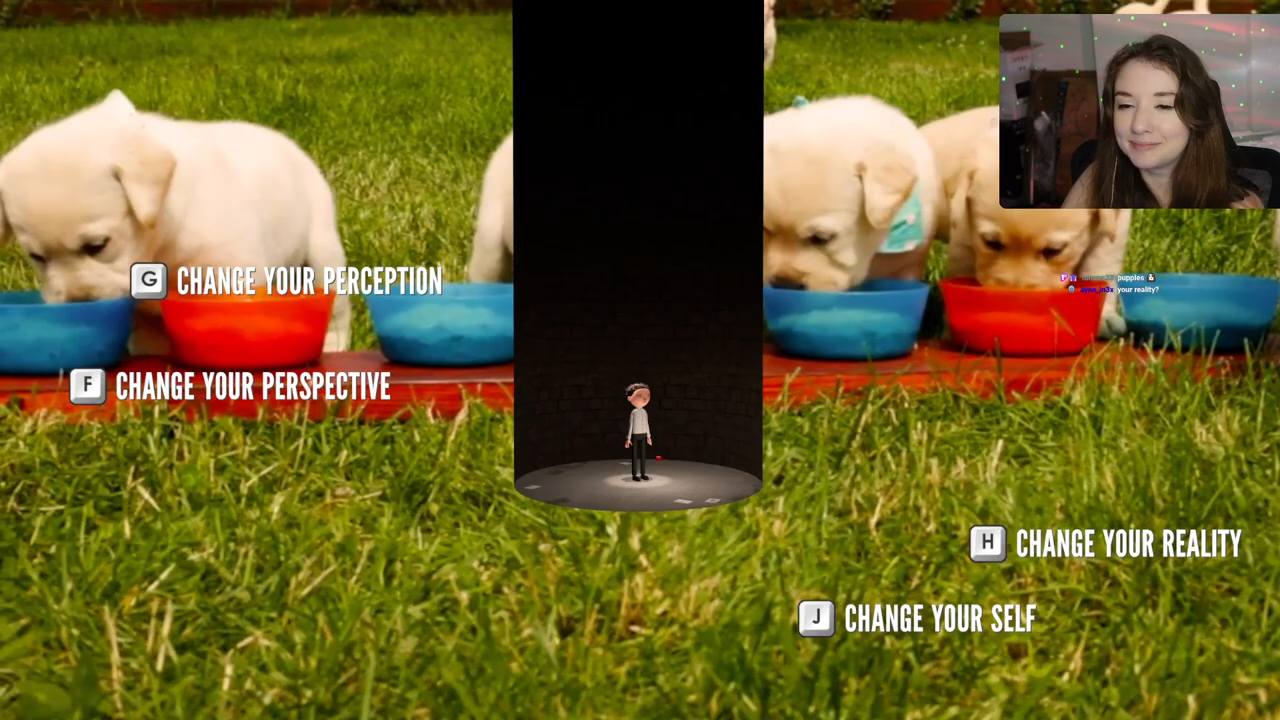 G CHANGE YOUR PERCEPTION
F CHANGE YOUR PERSPECTIVE
puppies
your reality?
H CHANGE YOUR REALITY
J CHANGE YOUR SELF